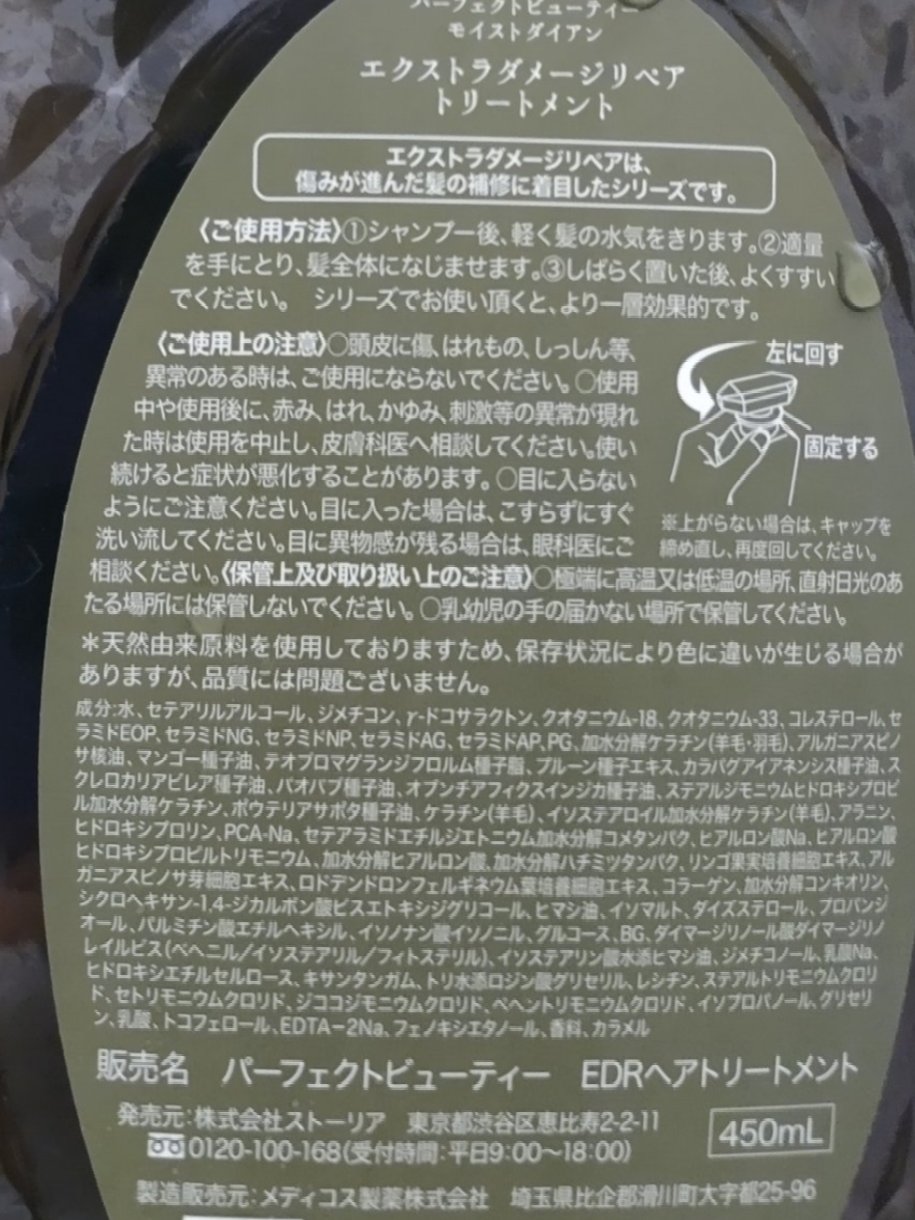 パーフェクトビューティー
モイストダイアン
エクストラダメージリペア
トリートメント
エクストラダメージリペアは、
傷みが進んだ髪の補修に着目したシリーズです。
〈ご使用方法〉①シャンプー後、軽く髪の水気をきります。②適量
を手にとり、髪全体になじませます。③しばらく置いた後、よくすすい
でください。 シリーズでお使い頂くと、より一層効果的です。
〈ご使用上の注意〉○頭皮に傷、はれもの、しっしん等、
異常のある時は、ご使用にならないでください。○使用
中や使用後に、赤み、はれ、かゆみ、刺激等の異常が現れ
た時は使用を中止し、皮膚科医へ相談してください。使い
続けると症状が悪化することがあります。○目に入らない
ようにご注意ください。目に入った場合は、こすらずにすぐ
洗い流してください。目に異物感が残る場合は、眼科医にご
相談ください。〈保管上及び取り扱い上のご注意〉○極端に高温又は低温の場所、直射日光のあ
たる場所には保管しないでください。○乳幼児の手の届かない場所で保管してください。
左に回す
固定する
※上がらない場合は、キャップを
締め直し、再度回してください。
＊天然由来原料を使用しておりますため、保存状況により色に違いが生じる場合が
ありますが、品質には問題ございません。
成分:水、セテアリルアルコール、ジメチコン、γ-ドコサラクトン、クオタニウム-18、クオタニウム-33、コレステロール、セ
ラミドEOP、セラミドNG、セラミドNP、セラミドAG、セラミドAP、PG、加水分解ケラチン(羊毛・羽毛)、アルガニアスピノ
サ核油、マンゴー種子油、テオブロマグランジフロルム種子脂、プルーン種子エキス、カラパグアイアネンシス種子油、ス
クレロカリアビレア種子油、バオバブ種子油、オプンチアフィクスインジカ種子油、ステアルジモニウムヒドロキシプロピ
ル加水分解ケラチン、ポウテリアサポタ種子油、ケラチン(羊毛)、イソステアロイル加水分解ケラチン(羊毛)、アラニン、
ヒドロキシプロリン、PCA-Na、セテアラミドエチルジエトニウム加水分解コメタンパク、ヒアルロン酸Na、ヒアルロン酸
ヒドロキシプロピルトリモニウム、加水分解ヒアルロン酸、加水分解ハチミツタンパク、リンゴ果実培養細胞エキス、アル
ガニアスピノサ芽細胞エキス、ロドデンドロンフェルギネウム葉培養細胞エキス、コラーゲン、加水分解コンキオリン、
シクロヘキサン-1,4-ジカルボン酸ビスエトキシジグリコール、ヒマシ油、イソマルト、ダイズステロール、プロパンジ
オール、パルミチン酸エチルヘキシル、イソノナン酸イソノニル、グルコース、BG、ダイマージリノール酸ダイマージリノ
レイルビス(ベヘニル/イソステアリル/フィトステリル)、イソステアリン酸水添ヒマシ油、ジメチコノール、乳酸Na、
ヒドロキシエチルセルロース、キサンタンガム、トリ水添ロジン酸グリセリル、レシチン、ステアルトリモニウムクロリ
ド、セトリモニウムクロリド、ジココジモニウムクロリド、ベヘントリモニウムクロリド、イソプロパノール、グリセリ
ン、乳酸、トコフェロール、EDTA-2Na、フェノキシエタノール、香料、カラメル
販売名 パーフェクトビューティー EDRヘアトリートメント
発売元:株式会社ストーリア 東京都渋谷区恵比寿2-2-11
0120-100-168(受付時間:平日9:00～18:00)
450mL
製造販売元:メディコス製薬株式会社 埼玉県比企郡滑川町大字都25-96